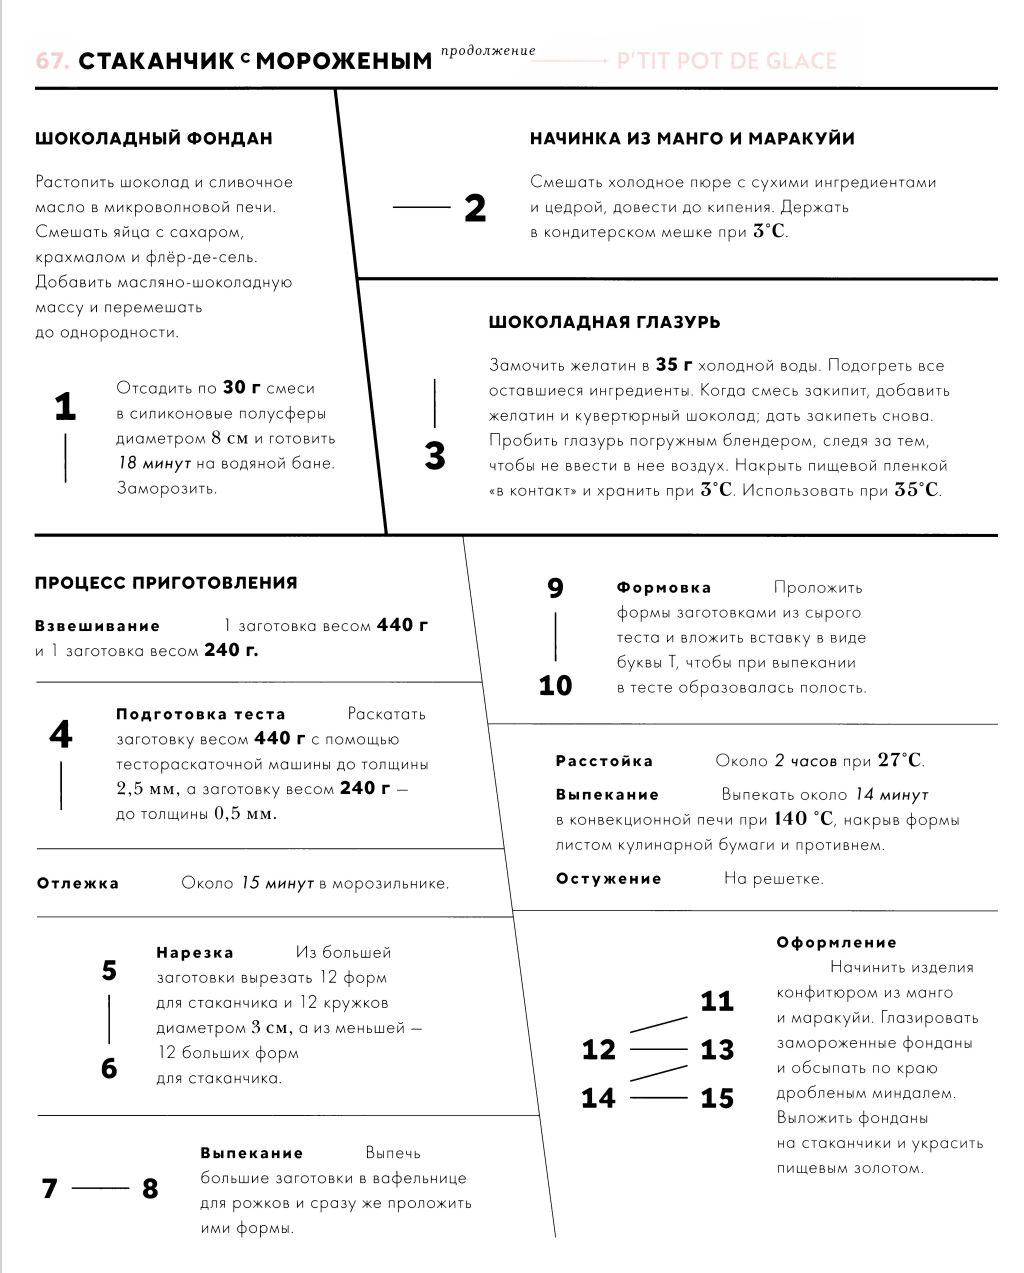 67. СТАКАНЧИК С МОРОЖЕНЫМ продолжение P'TIT POT DE GLACE
ШОКОЛАДНЫЙ ФОНДАН
Растопить шоколад и сливочное
масло в микроволновой печи.
Смешать яйца с сахаром,
крахмалом и флёр-де-сель.
Добавить масляно-шоколадную
массу и перемешать
до однородности.
1
Отсадить по 30 г смеси
в силиконовые полусферы
диаметром 8 см и готовить
18 минут на водяной бане.
Заморозить.
НАЧИНКА ИЗ МАНГО И МАРАКУЙИ
2
Смешать холодное пюре с сухими ингредиентами
и цедрой, довести до кипения. Держать
в кондитерском мешке при 3°C.
ШОКОЛАДНАЯ ГЛАЗУРЬ
3
Замочить желатин в 35 г холодной воды. Подогреть все
оставшиеся ингредиенты. Когда смесь закипит, добавить
желатин и кувертюрный шоколад; дать закипеть снова.
Пробить глазурь погружным блендером, следя за тем,
чтобы не ввести в нее воздух. Накрыть пищевой пленкой
«в контакт» и хранить при 3°C. Использовать при 35°C.
ПРОЦЕСС ПРИГОТОВЛЕНИЯ
Взвешивание 1 заготовка весом 440 г
и 1 заготовка весом 240 г.
4
Подготовка теста Раскатать
заготовку весом 440 г с помощью
тестораскаточной машины до толщины
2,5 мм, а заготовку весом 240 г –
до толщины 0,5 мм.
Отлежка Около 15 минут в морозильнике.
5
6
Нарезка Из большей
заготовки вырезать 12 форм
для стаканчика и 12 кружков
диаметром 3 см, а из меньшей –
12 больших форм
для стаканчика.
7 8
Выпекание Выпечь
большие заготовки в вафельнице
для рожков и сразу же проложить
ими формы.
9
10
Формовка Проложить
формы заготовками из сырого
теста и вложить вставку в виде
буквы Т, чтобы при выпекании
в тесте образовалась полость.
Расстойка Около 2 часов при 27°C.
Выпекание Выпекать около 14 минут
в конвекционной печи при 140 °C, накрыв формы
листом кулинарной бумаги и противнем.
Остужение На решетке.
11
12 13
14 15
Оформление
Начинить изделия
конфитюром из манго
и маракуйи. Глазировать
замороженные фонданы
и обсыпать по краю
дробленым миндалем.
Выложить фонданы
на стаканчики и украсить
пищевым золотом.